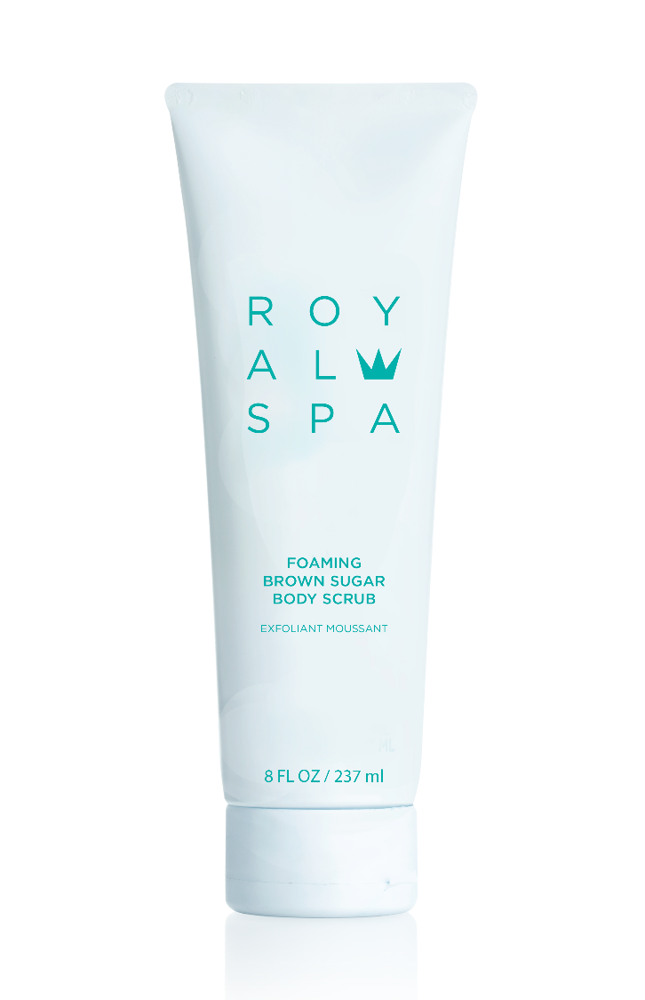 R O Y
A L
S P A
FOAMING
BROWN SUGAR
BODY SCRUB
EXFOLIANT MOUSSANT
8 FL OZ / 237 ml